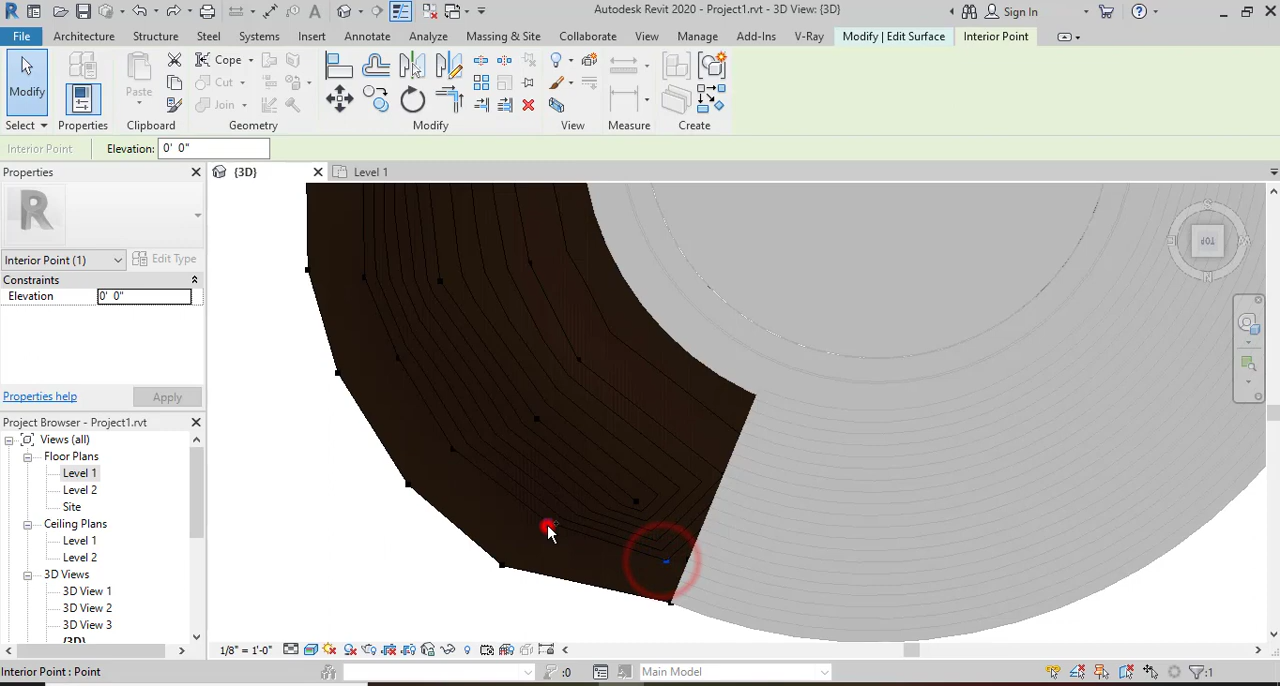 Autodesk Revit 2020 - Project1.rvt - 3D View: {3D}
Sign In
File Architecture Structure Steel Systems Insert Annotate Analyze Massing & Site Collaborate View Manage Add-Ins V-Ray Modify | Edit Surface Interior Point
Modify Paste Cope Cut Join
Select Properties Clipboard Geometry Modify View Measure Create
Interior Point Elevation: 0' 0"
Properties {3D} Level 1
R
TOP
Interior Point (1) Edit Type
Constraints
Elevation 0' 0"
Properties help Apply
Project Browser - Project1.rvt
Views (all)
Floor Plans
Level 1
Level 2
Site
Ceiling Plans
Level 1
Level 2
3D Views
3D View 1
3D View 2
3D View 3
{3D}
1/8" = 1'-0"
Interior Point : Point :0 Main Model :1